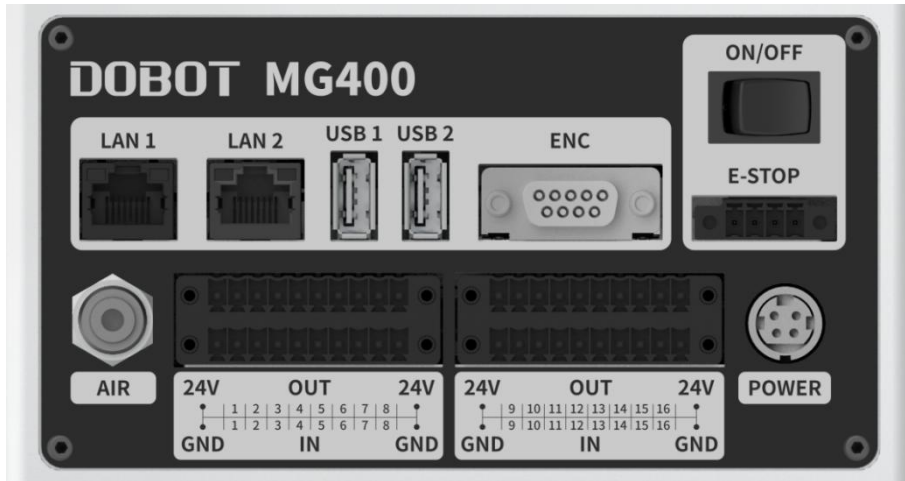 DOBOT MG400
ON/OFF
LAN 1 LAN 2 USB 1 USB 2 ENC
E-STOP
AIR
24V OUT 24V
1 2 3 4 5 6 7 8
1 2 3 4 5 6 7 8
GND IN GND
24V OUT 24V
9 10 11 12 13 14 15 16
9 10 11 12 13 14 15 16
GND IN GND
POWER